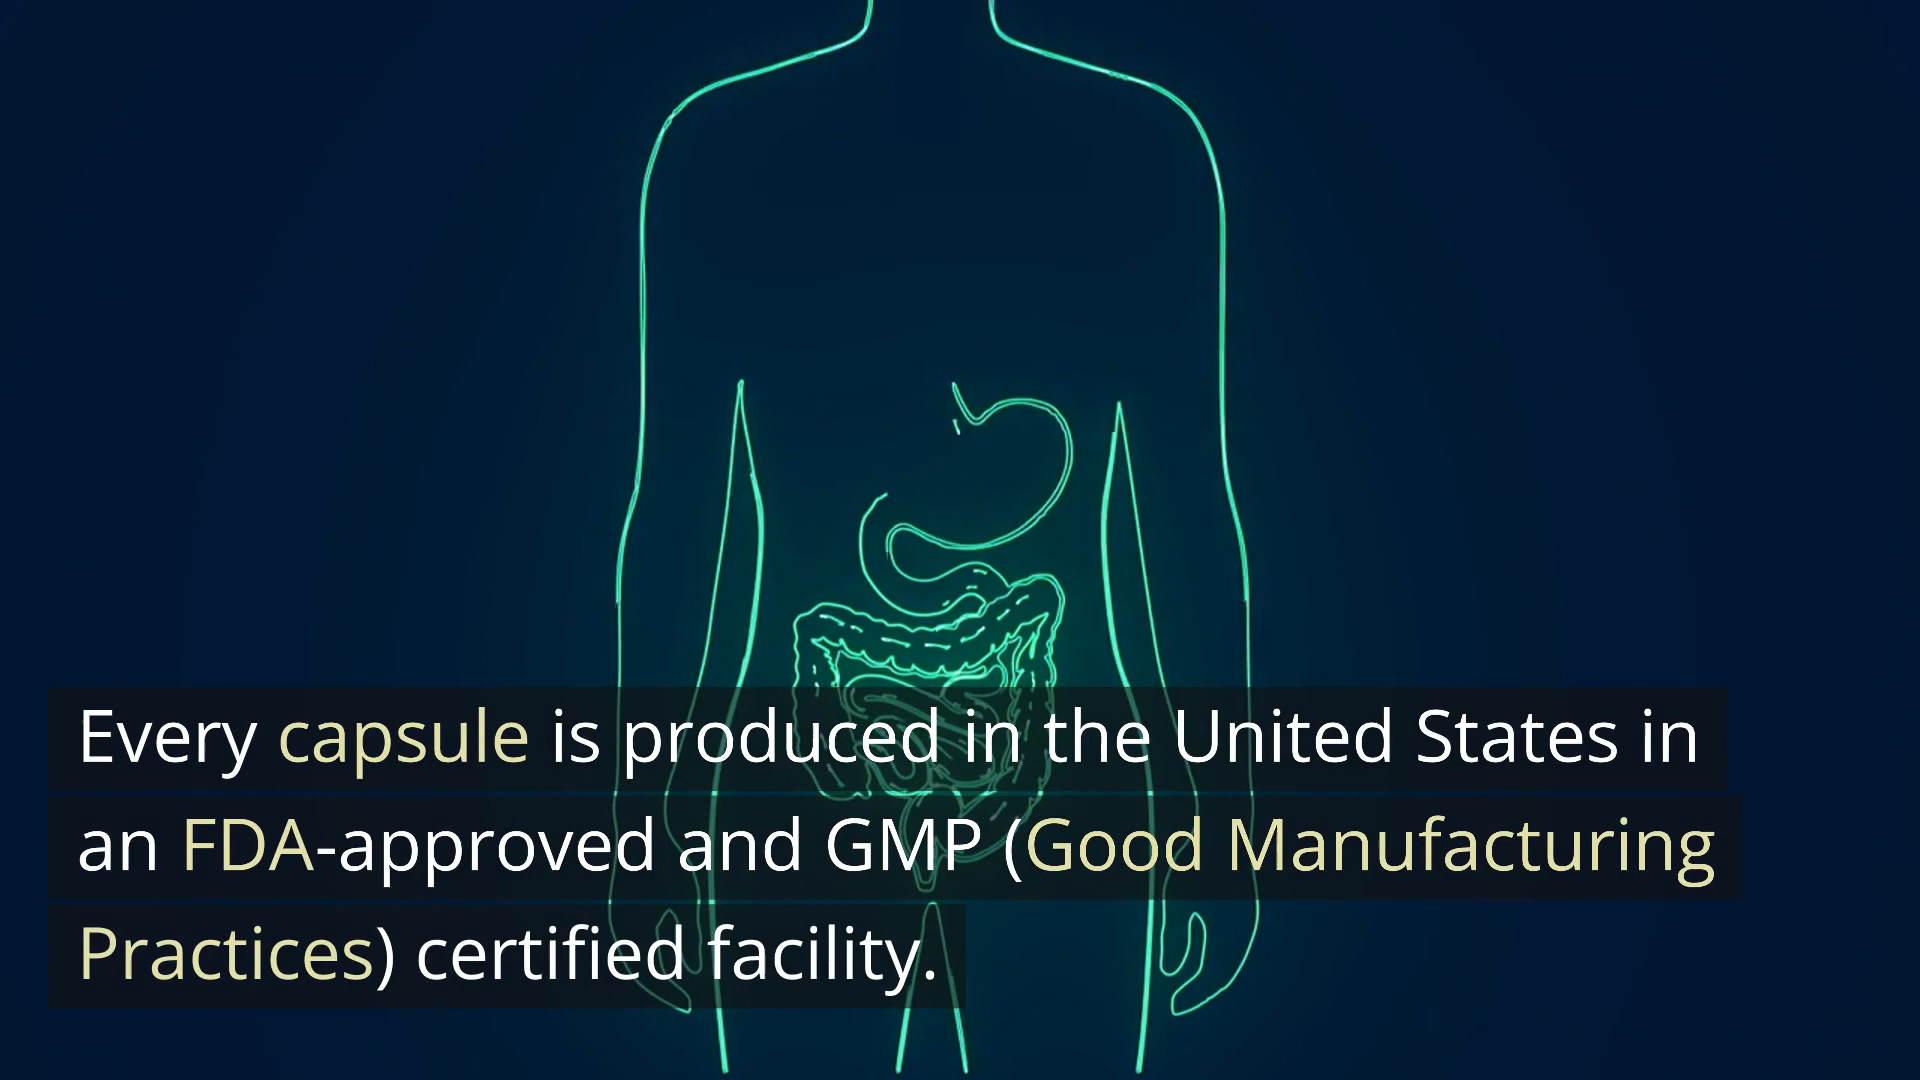 Every capsule is produced in the United States in
an FDA-approved and GMP (Good Manufacturing
Practices) certified facility.